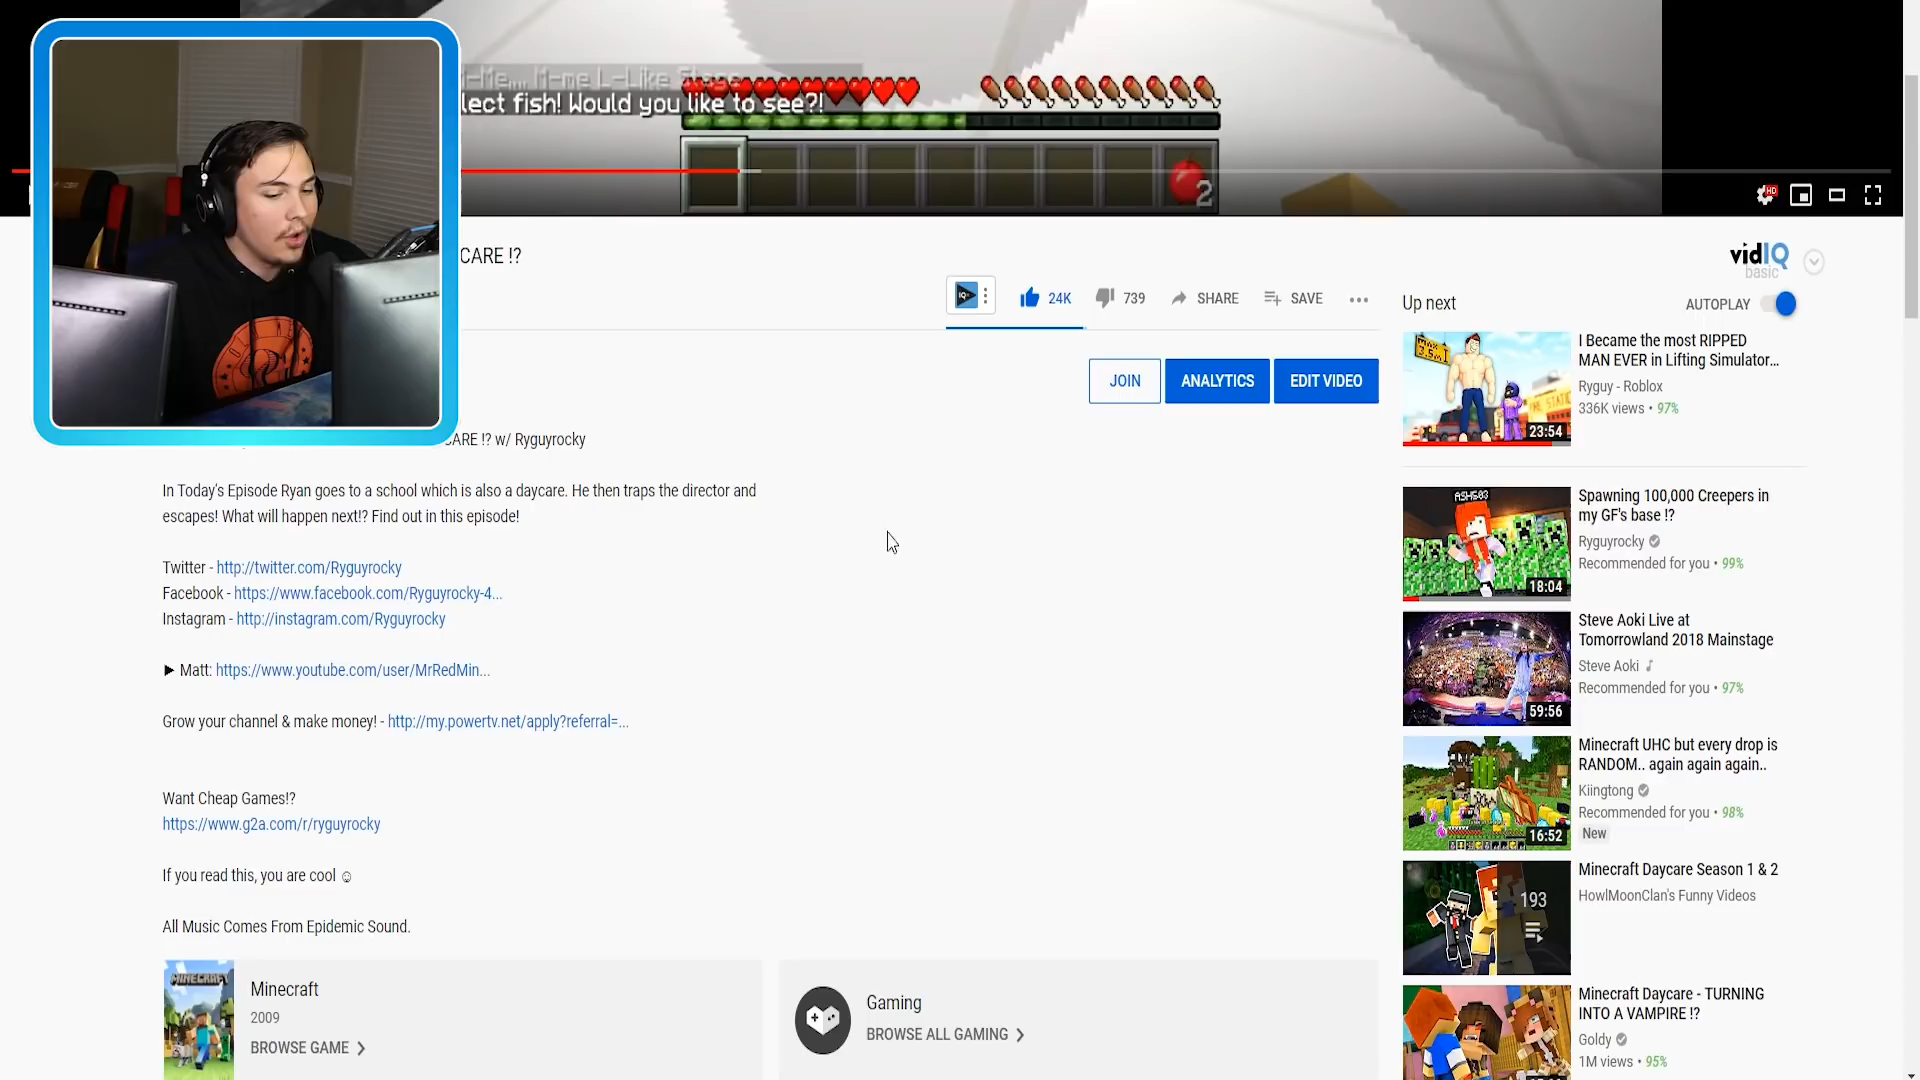 M-Me... M-me L-Like Stage
lect fish! Would you like to see?!
2
HD
CARE !?
vidIQ
basic
24K
739
SHARE
SAVE
Up next
AUTOPLAY
JOIN
ANALYTICS
EDIT VIDEO
CARE !? w/ Ryguyrocky
In Today's Episode Ryan goes to a school which is also a daycare. He then traps the director and
escapes! What will happen next!? Find out in this episode!
Twitter - http://twitter.com/Ryguyrocky
Facebook - https://www.facebook.com/Ryguyrocky-4...
Instagram - http://instagram.com/Ryguyrocky
► Matt: https://www.youtube.com/user/MrRedMin...
Grow your channel & make money! - http://my.powertv.net/apply?referral=...
Want Cheap Games!?
https://www.g2a.com/r/ryguyrocky
If you read this, you are cool ☺
All Music Comes From Epidemic Sound.
MINECRAFT
Minecraft
2009
BROWSE GAME
Gaming
BROWSE ALL GAMING
23:54
I Became the most RIPPED
MAN EVER in Lifting Simulator...
Ryguy - Roblox
336K views • 97%
18:04
Spawning 100,000 Creepers in
my GF's base !?
Ryguyrocky
Recommended for you • 99%
59:56
Steve Aoki Live at
Tomorrowland 2018 Mainstage
Steve Aoki
Recommended for you • 97%
16:52
Minecraft UHC but every drop is
RANDOM.. again again again..
Kiingtong
Recommended for you • 98%
New
193
Minecraft Daycare Season 1 & 2
HowlMoonClan's Funny Videos
Minecraft Daycare - TURNING
INTO A VAMPIRE !?
Goldy
1M views • 95%